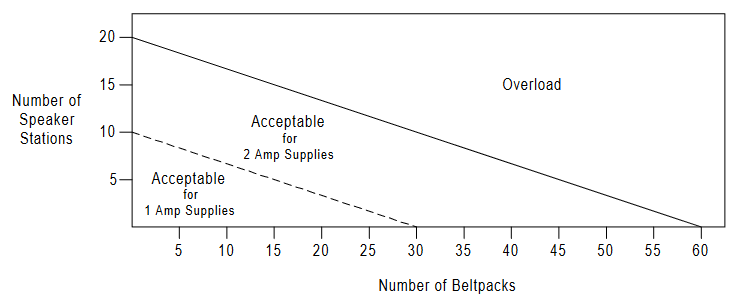 20
15
10
5
Number of
Speaker
Stations
Overload
Acceptable
for
2 Amp Supplies
Acceptable
for
1 Amp Supplies
5 10 15 20 25 30 35 40 45 50 55 60
Number of Beltpacks